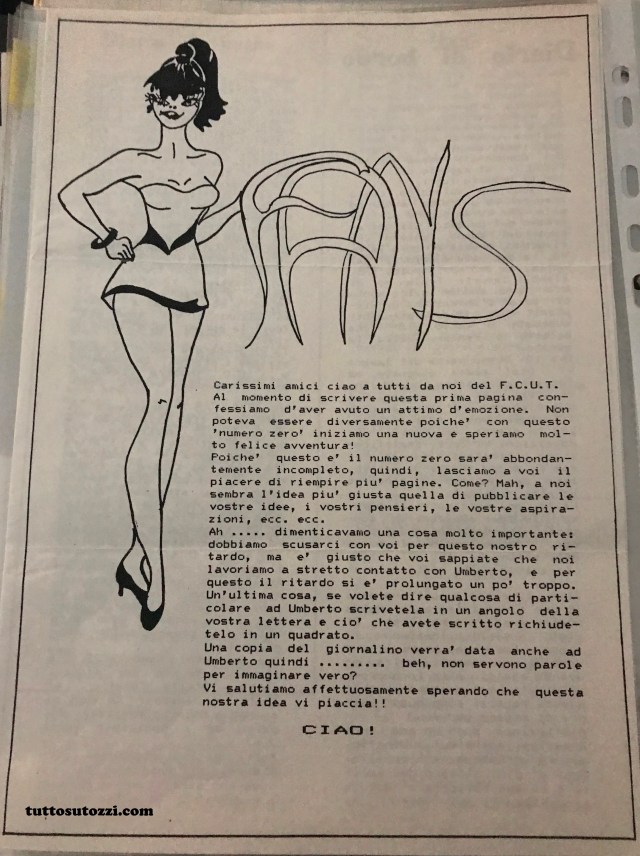 FANS
Carissimi amici ciao a tutti da noi del F.C.U.T.
Al momento di scrivere questa prima pagina con-
fessiamo d'aver avuto un attimo d'emozione. Non
poteva essere diversamente poiche' con questo
'numero zero' iniziamo una nuova e speriamo mol-
to felice avventura!
Poiche' questo e' il numero zero sara' abbondan-
temente incompleto, quindi, lasciamo a voi il
piacere di riempire piu' pagine. Come? Mah, a noi
sembra l'idea piu' giusta quella di pubblicare le
vostre idee, i vostri pensieri, le vostre aspira-
zioni, ecc. ecc.
Ah ..... dimenticavamo una cosa molto importante:
dobbiamo scusarci con voi per questo nostro ri-
tardo, ma e' giusto che voi sappiate che noi
lavoriamo a stretto contatto con Umberto, e per
questo il ritardo si e' prolungato un po' troppo.
Un'ultima cosa, se volete dire qualcosa di parti-
colare ad Umberto scrivetela in un angolo della
vostra lettera e cio' che avete scritto richiude-
telo in un quadrato.
Una copia del giornalino verra' data anche ad
Umberto quindi ......... beh, non servono parole
per immaginare vero?
Vi salutiamo affettuosamente sperando che questa
nostra idea vi piaccia!!
CIAO!
tuttosutozzi.com